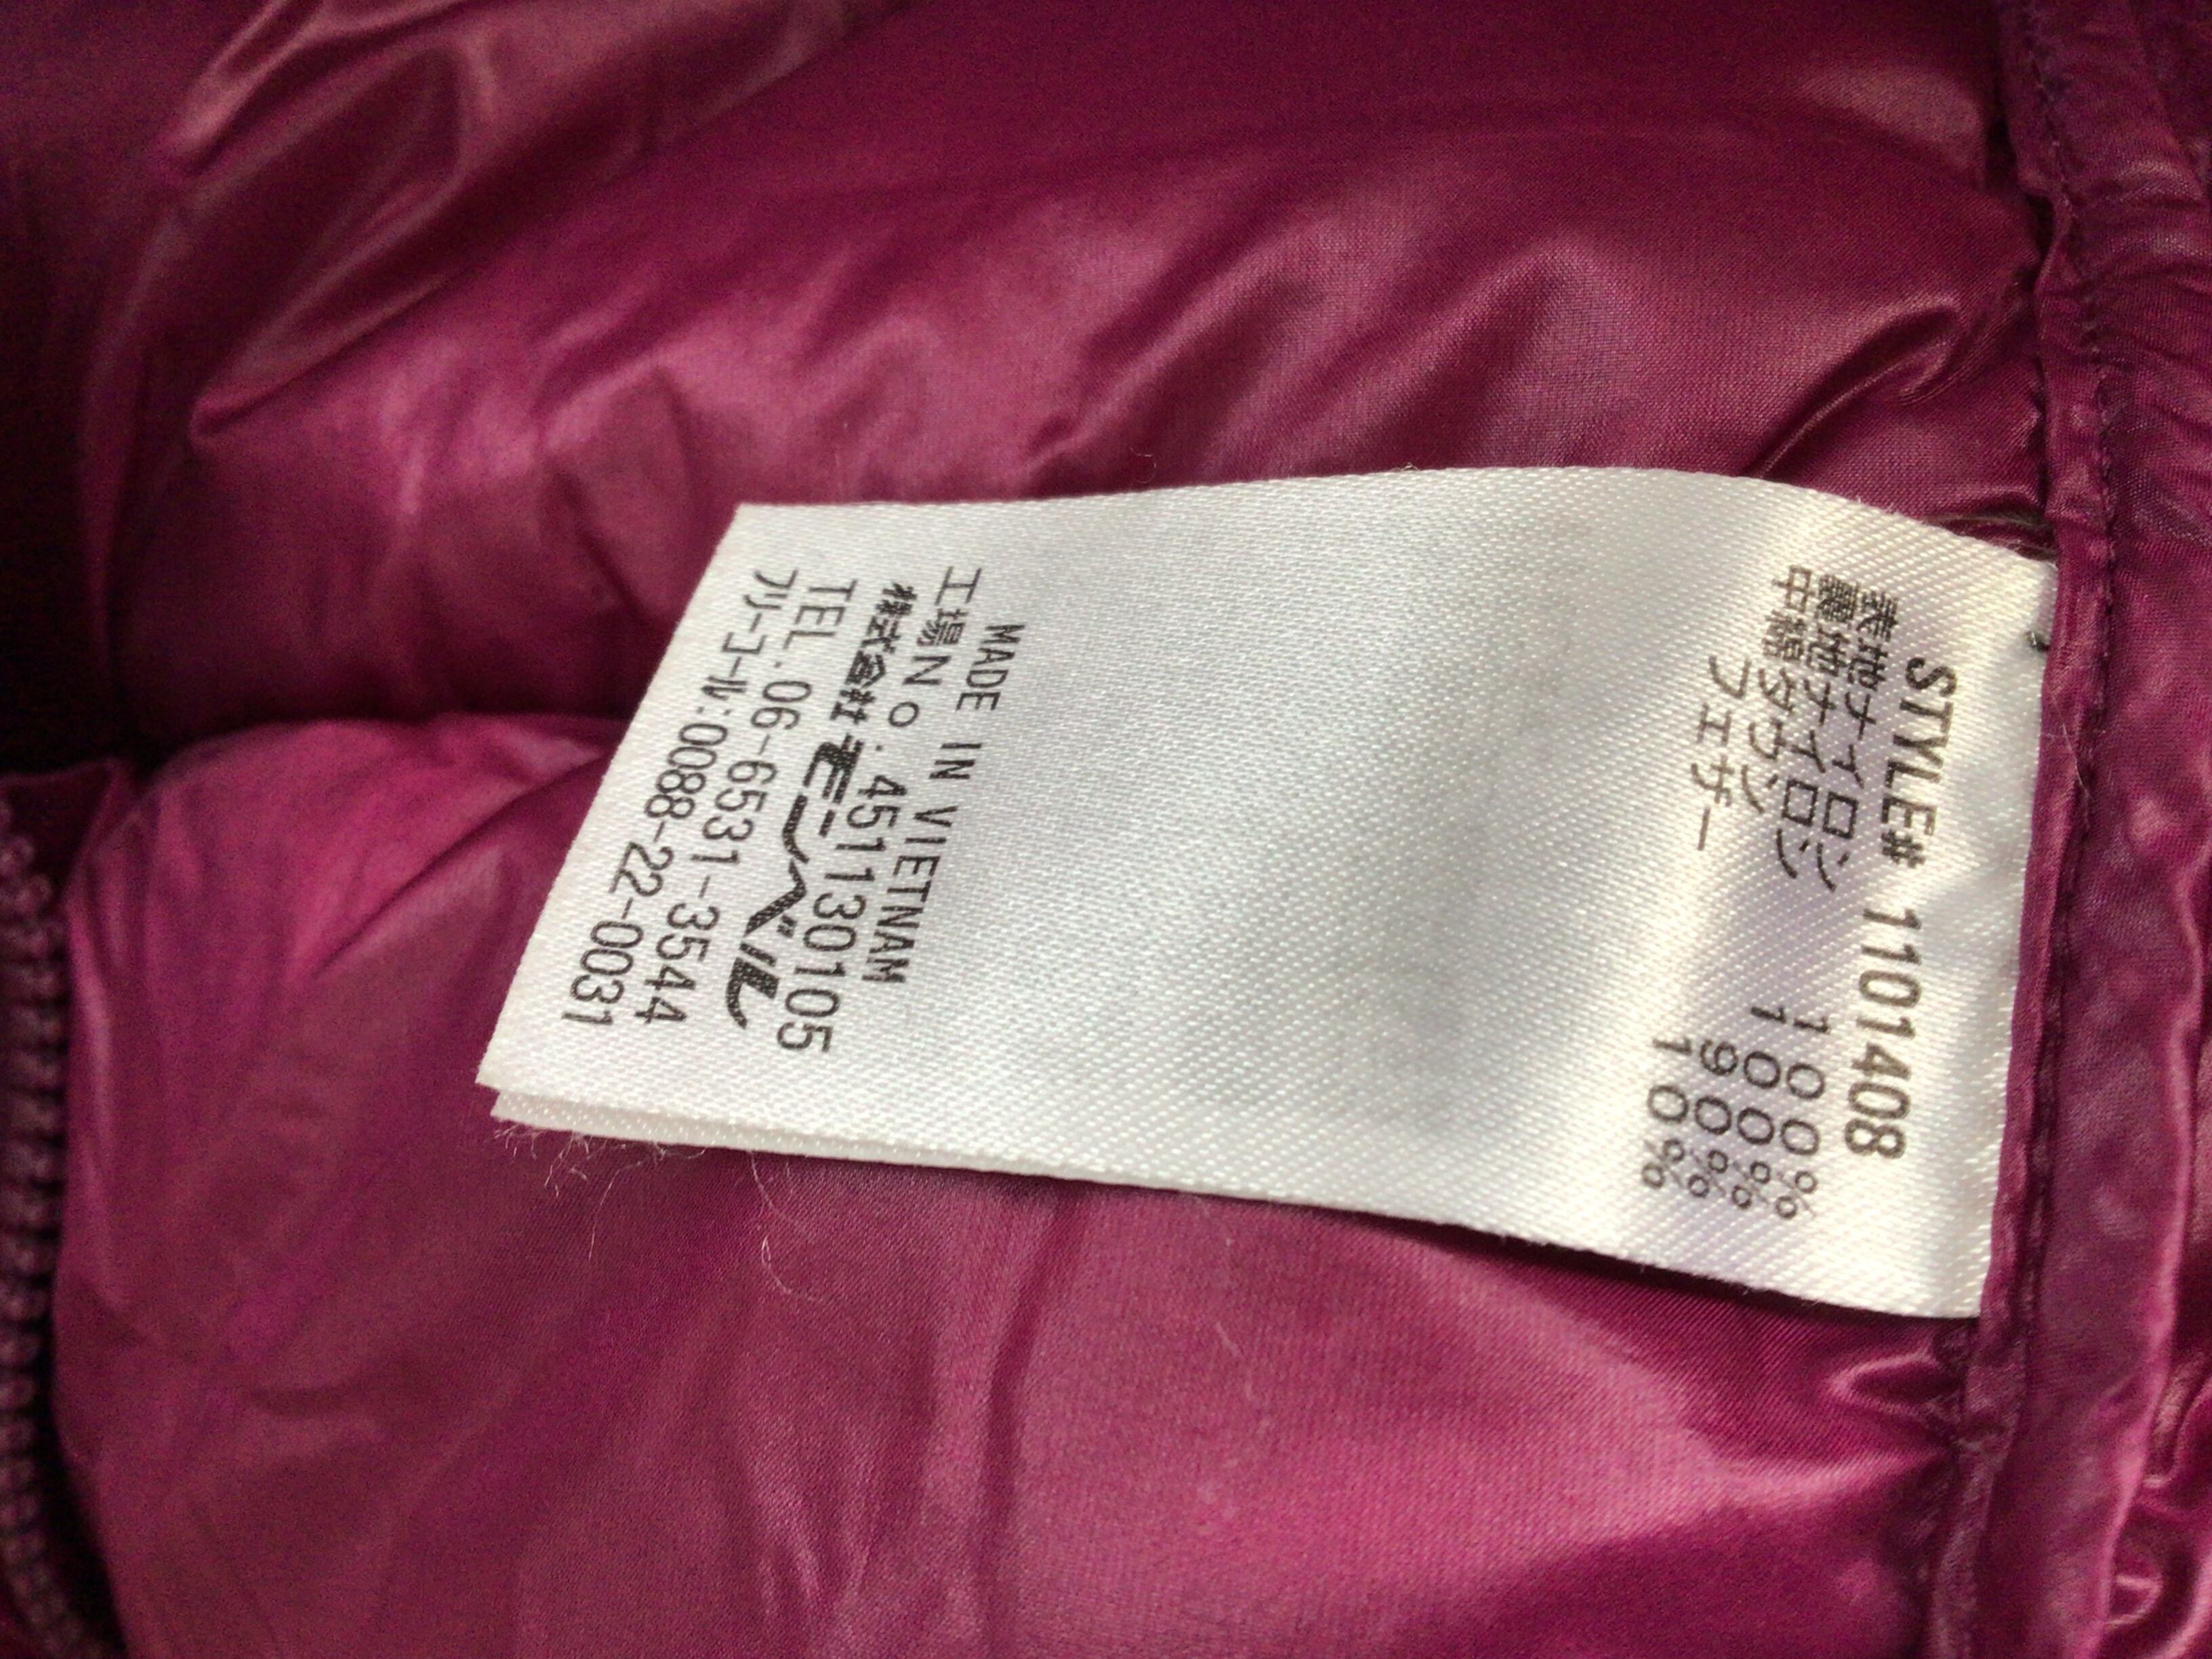 STYLE# 1101408
表地ナイロン 100%
裏地ナイロン 100%
中綿ダウン 90%
フェザー 10%
MADE IN VIETNAM
工場No.451130105
株式会社モンベル
TEL.06-6531-3544
フリーコール:0088-22-0031